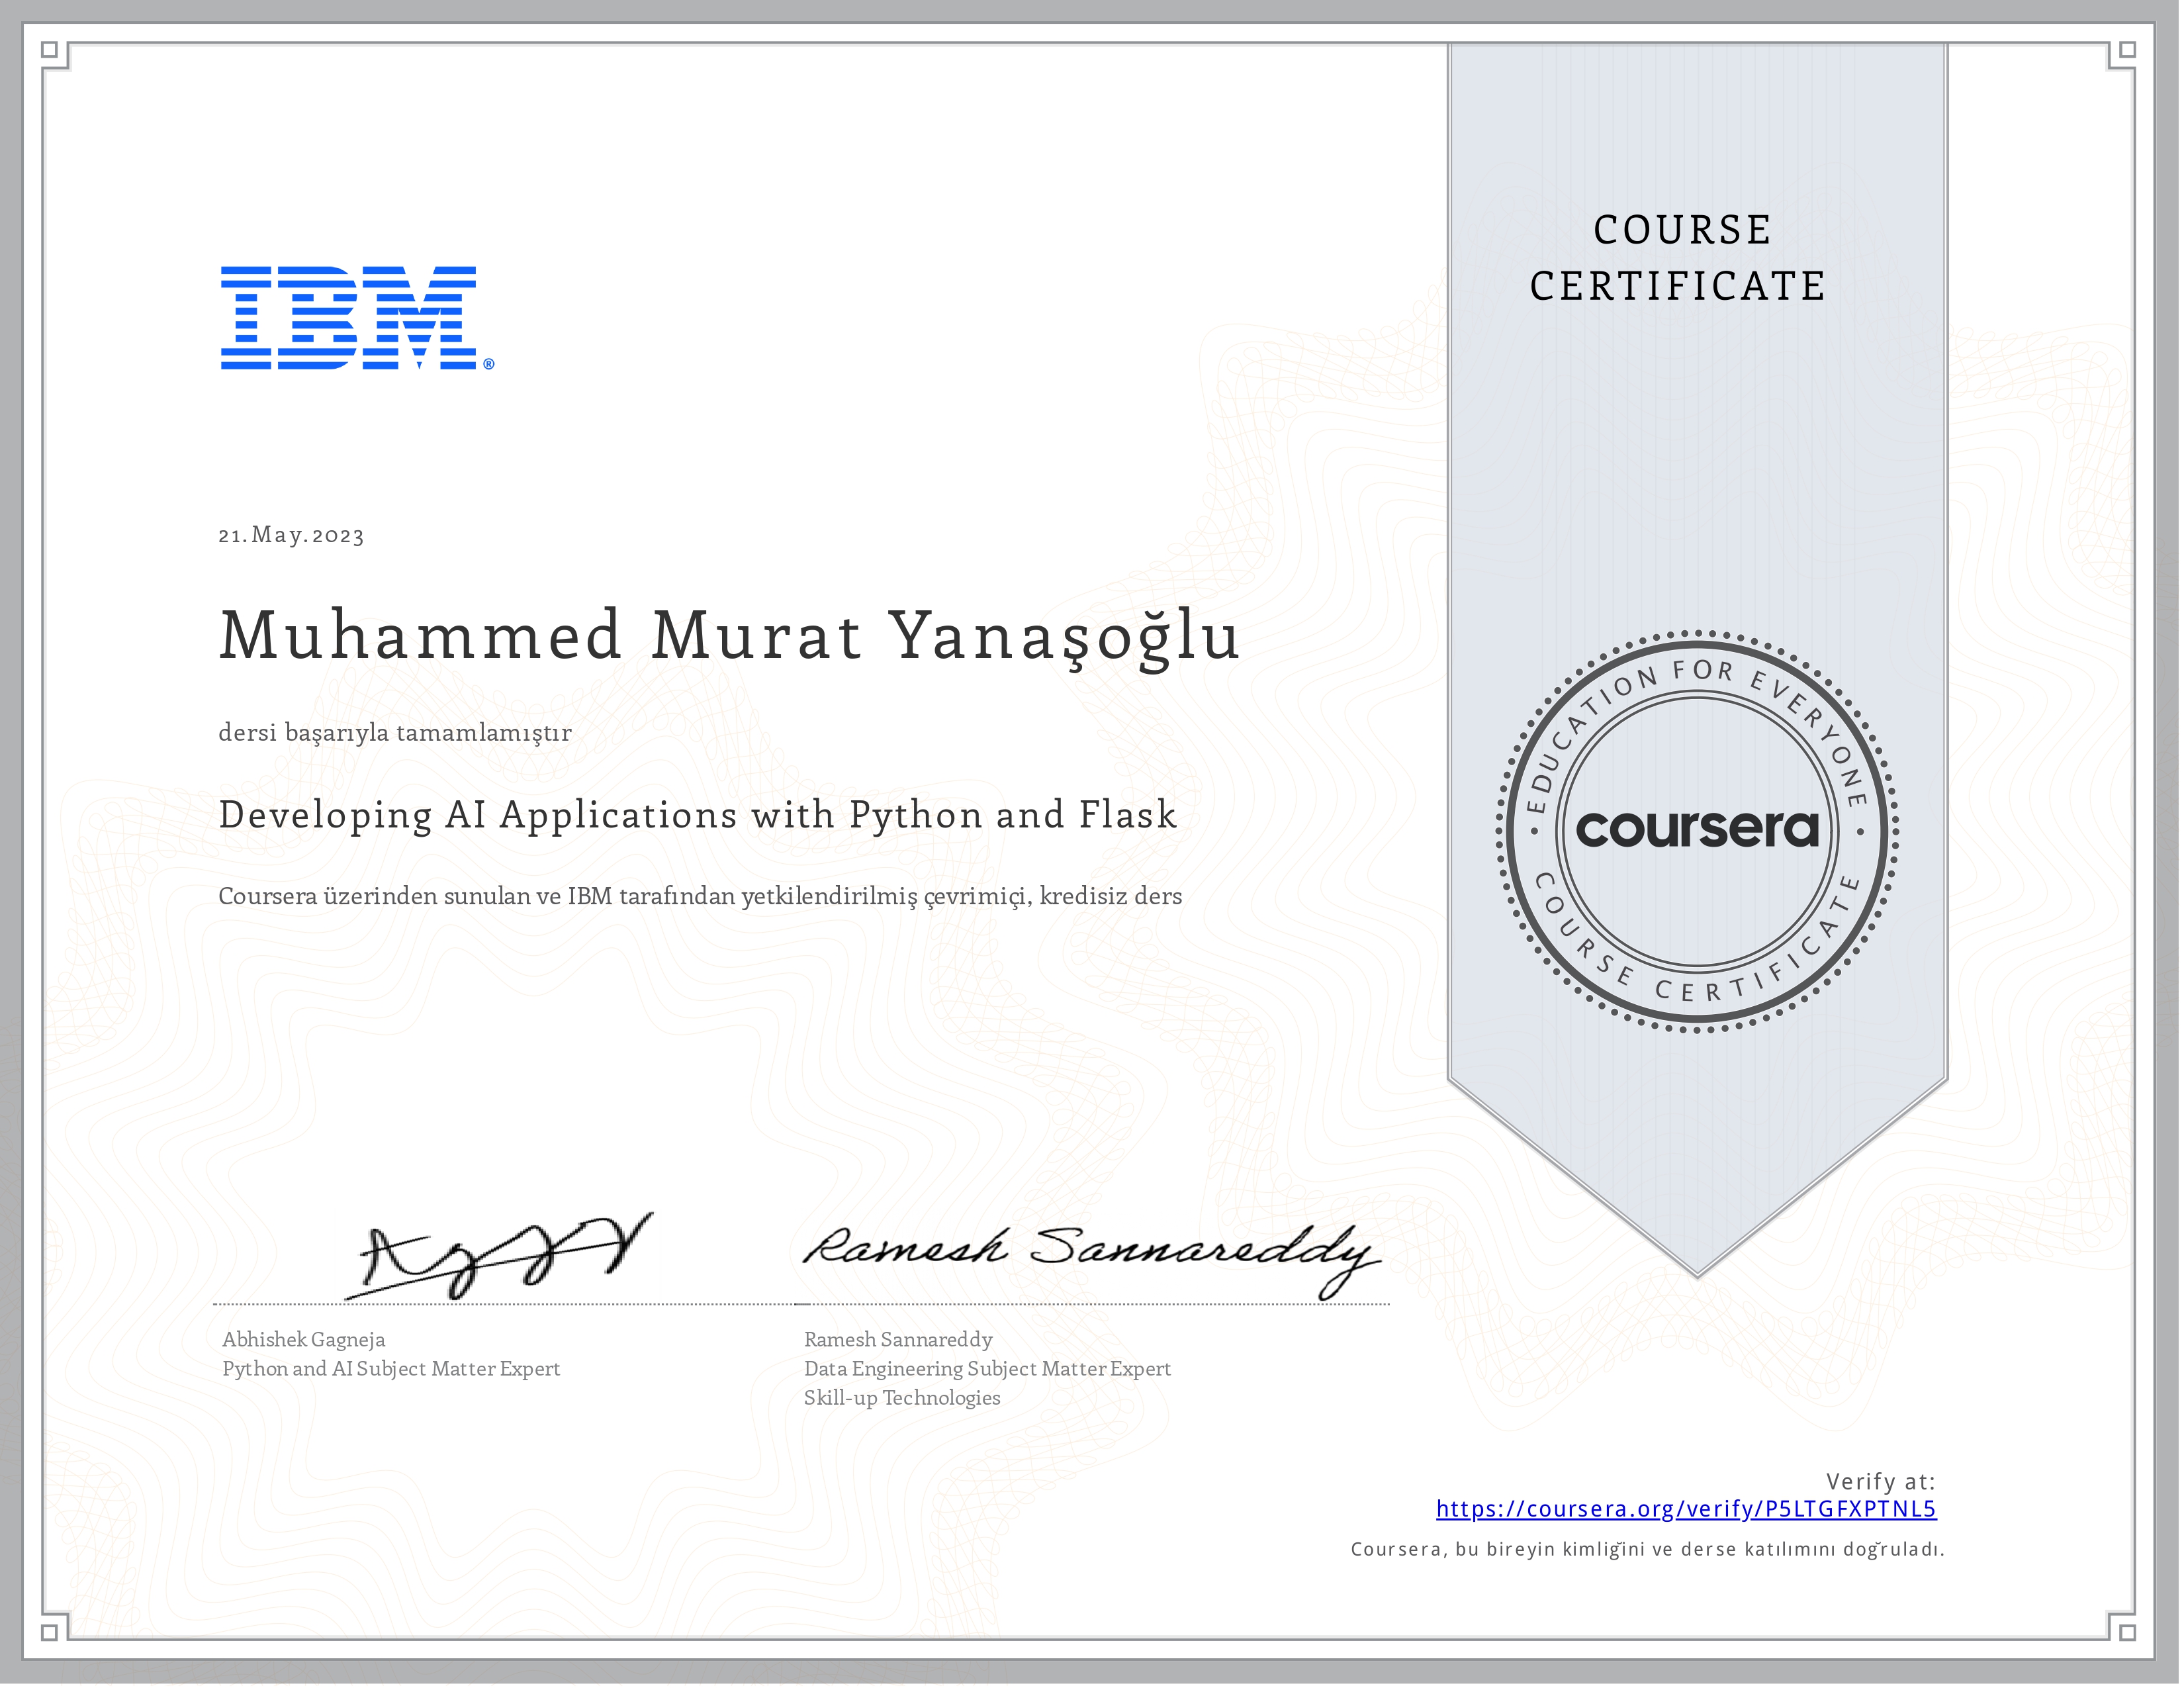 COURSE
CERTIFICATE
IBM®
21.May.2023
Muhammed Murat Yanaşoğlu
dersi başarıyla tamamlamıştır
Developing AI Applications with Python and Flask
Coursera üzerinden sunulan ve IBM tarafından yetkilendirilmiş çevrimiçi, kredisiz ders
EDUCATION FOR EVERYONE
coursera
COURSE CERTIFICATE
Ramesh Sannareddy
Abhishek Gagneja
Python and AI Subject Matter Expert
Ramesh Sannareddy
Data Engineering Subject Matter Expert
Skill-up Technologies
Verify at:
https://coursera.org/verify/P5LTGFXPTNL5
Coursera, bu bireyin kimliğini ve derse katılımını doğruladı.